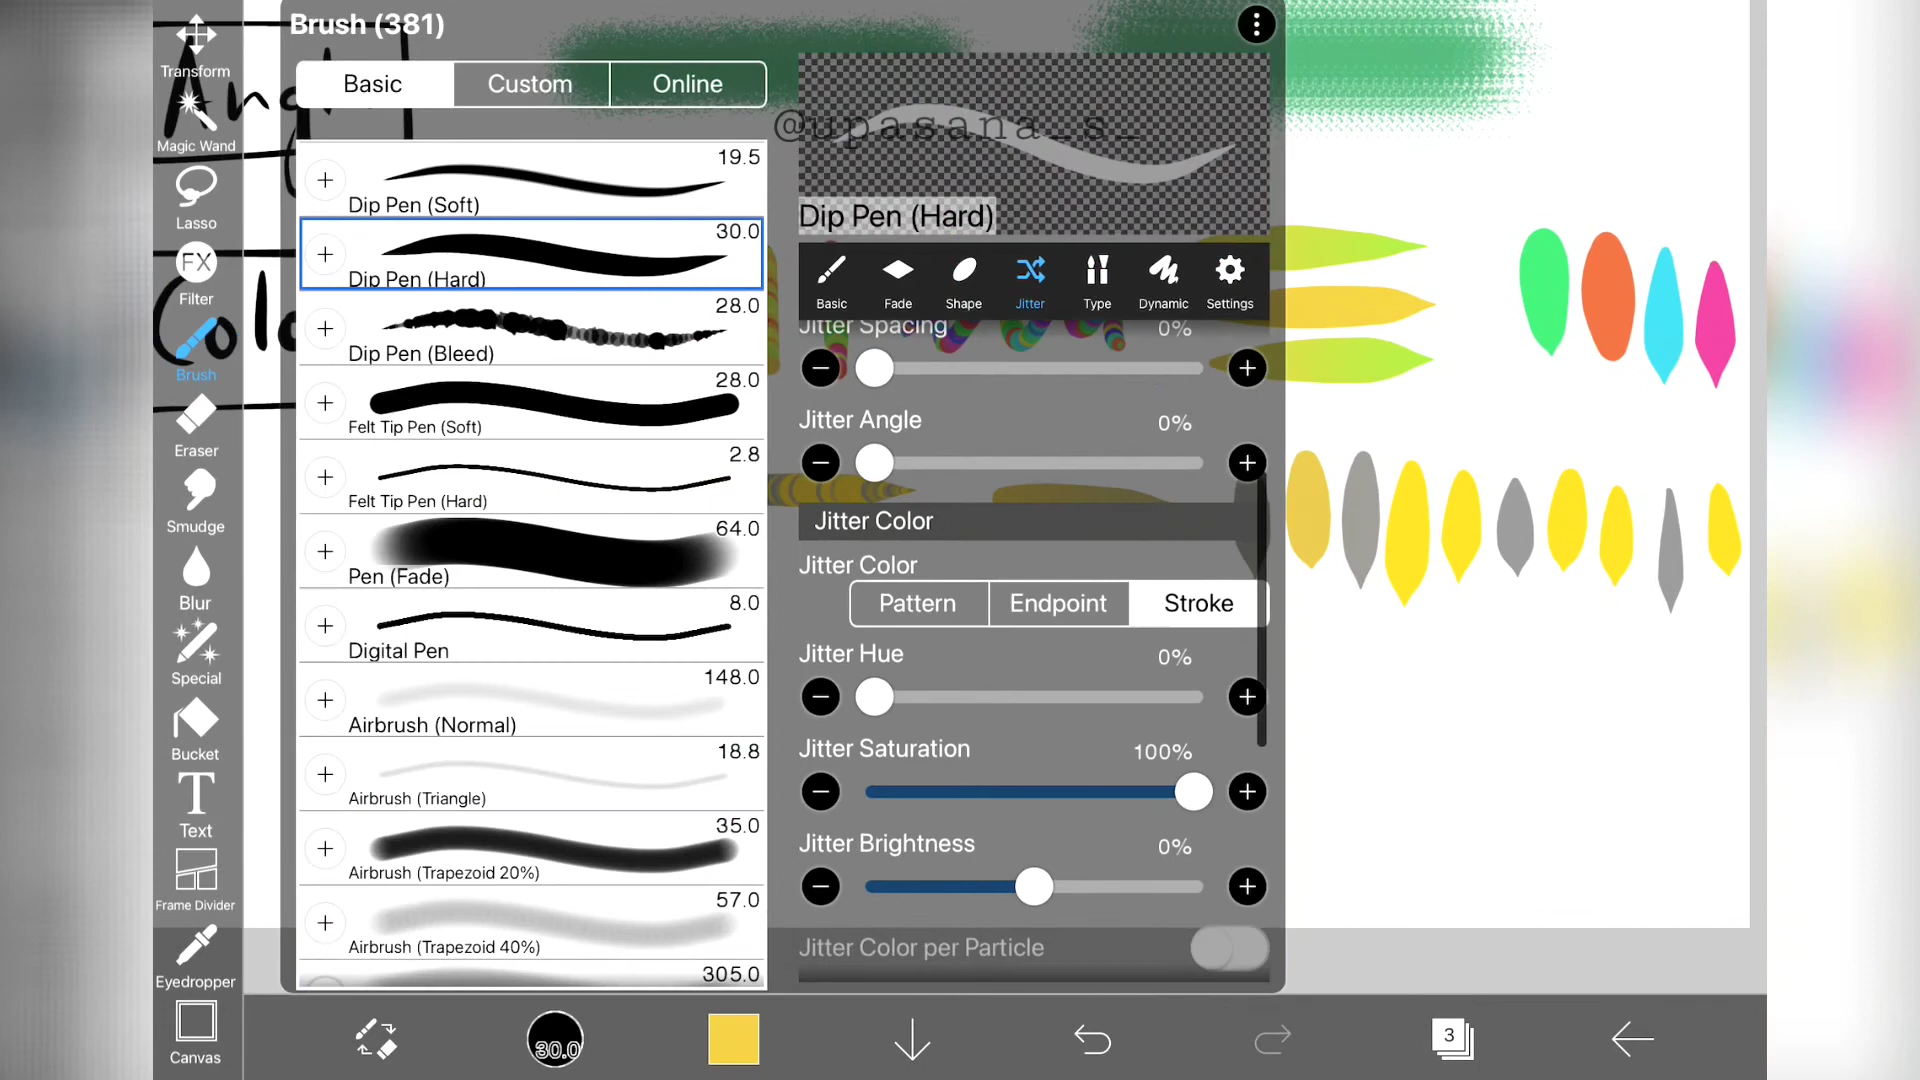 Transform
Magic Wand
Lasso
FX
Filter
Brush
Eraser
Smudge
Blur
Special
Bucket
T
Text
Frame Divider
Eyedropper
Canvas
Brush (381)
Basic
Custom
Online
19.5
Dip Pen (Soft)
30.0
Dip Pen (Hard)
28.0
Dip Pen (Bleed)
28.0
Felt Tip Pen (Soft)
2.8
Felt Tip Pen (Hard)
64.0
Pen (Fade)
8.0
Digital Pen
148.0
Airbrush (Normal)
18.8
Airbrush (Triangle)
35.0
Airbrush (Trapezoid 20%)
57.0
Airbrush (Trapezoid 40%)
305.0
@upasana_s_
Dip Pen (Hard)
Basic
Fade
Shape
Jitter
Type
Dynamic
Settings
Jitter Spacing 0%
Jitter Angle 0%
Jitter Color
Jitter Color
Pattern
Endpoint
Stroke
Jitter Hue 0%
Jitter Saturation 100%
Jitter Brightness 0%
Jitter Color per Particle
30.0
3